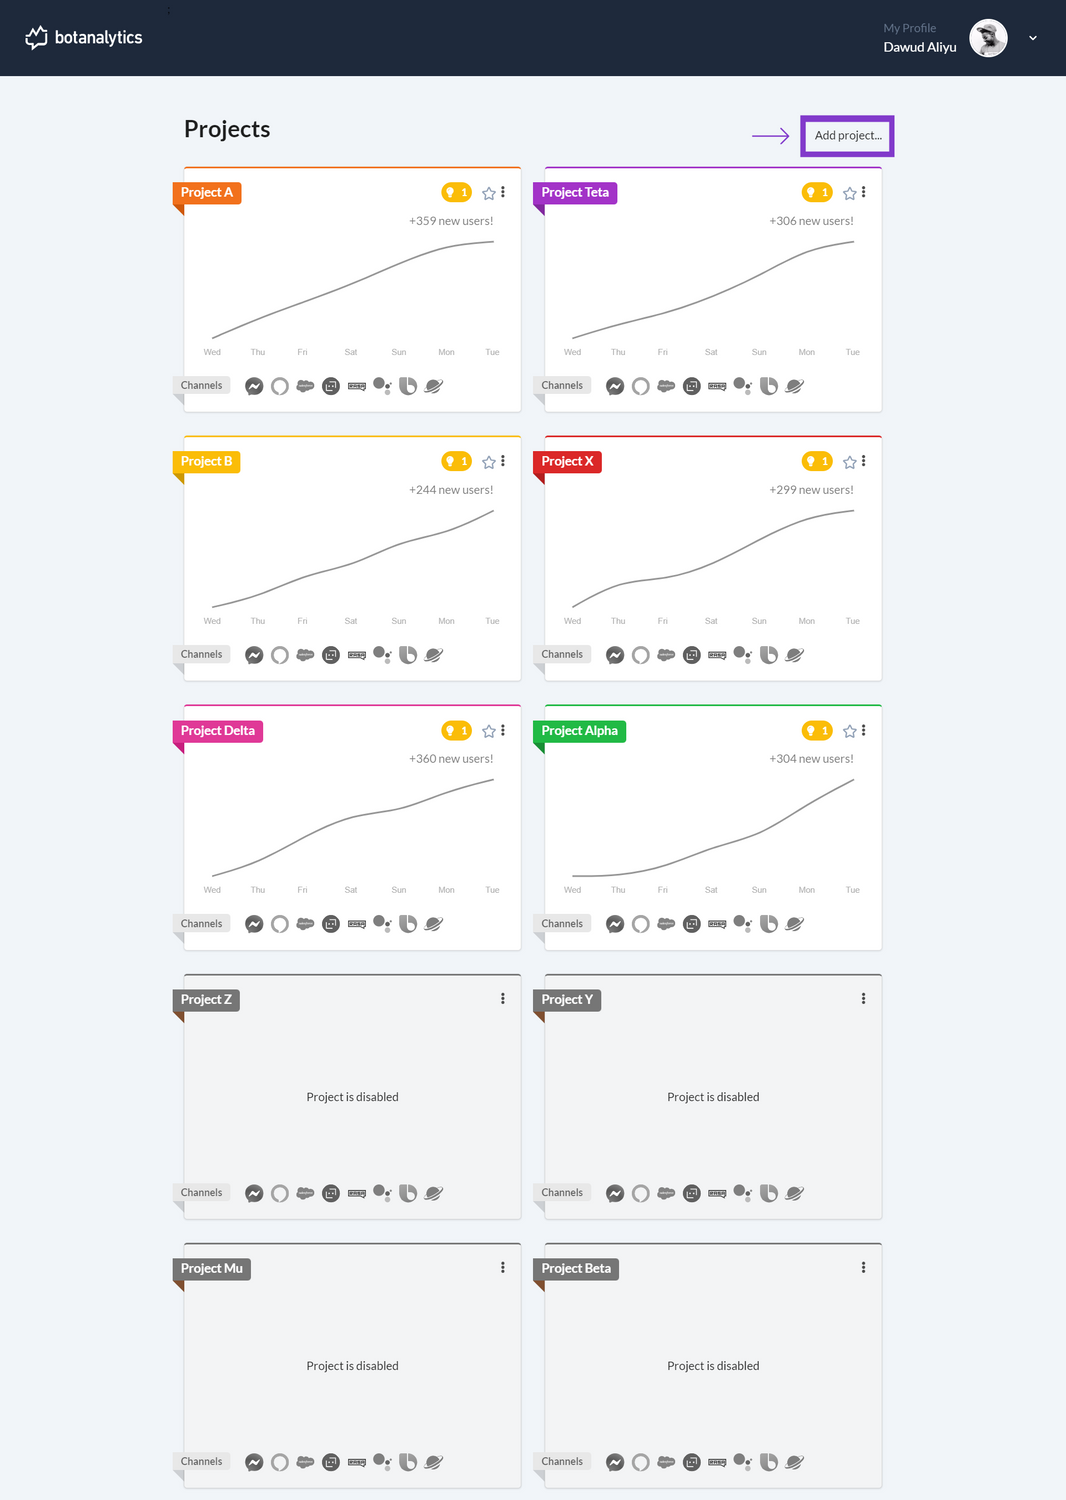 botanalytics
My Profile
Dawud Aliyu
Projects
Add project...
Project A
1
+359 new users!
Wed Thu Fri Sat Sun Mon Tue
Channels
Project Teta
1
+306 new users!
Wed Thu Fri Sat Sun Mon Tue
Channels
Project B
1
+244 new users!
Wed Thu Fri Sat Sun Mon Tue
Channels
Project X
1
+299 new users!
Wed Thu Fri Sat Sun Mon Tue
Channels
Project Delta
1
+360 new users!
Wed Thu Fri Sat Sun Mon Tue
Channels
Project Alpha
1
+304 new users!
Wed Thu Fri Sat Sun Mon Tue
Channels
Project Z
Project is disabled
Channels
Project Y
Project is disabled
Channels
Project Mu
Project is disabled
Channels
Project Beta
Project is disabled
Channels